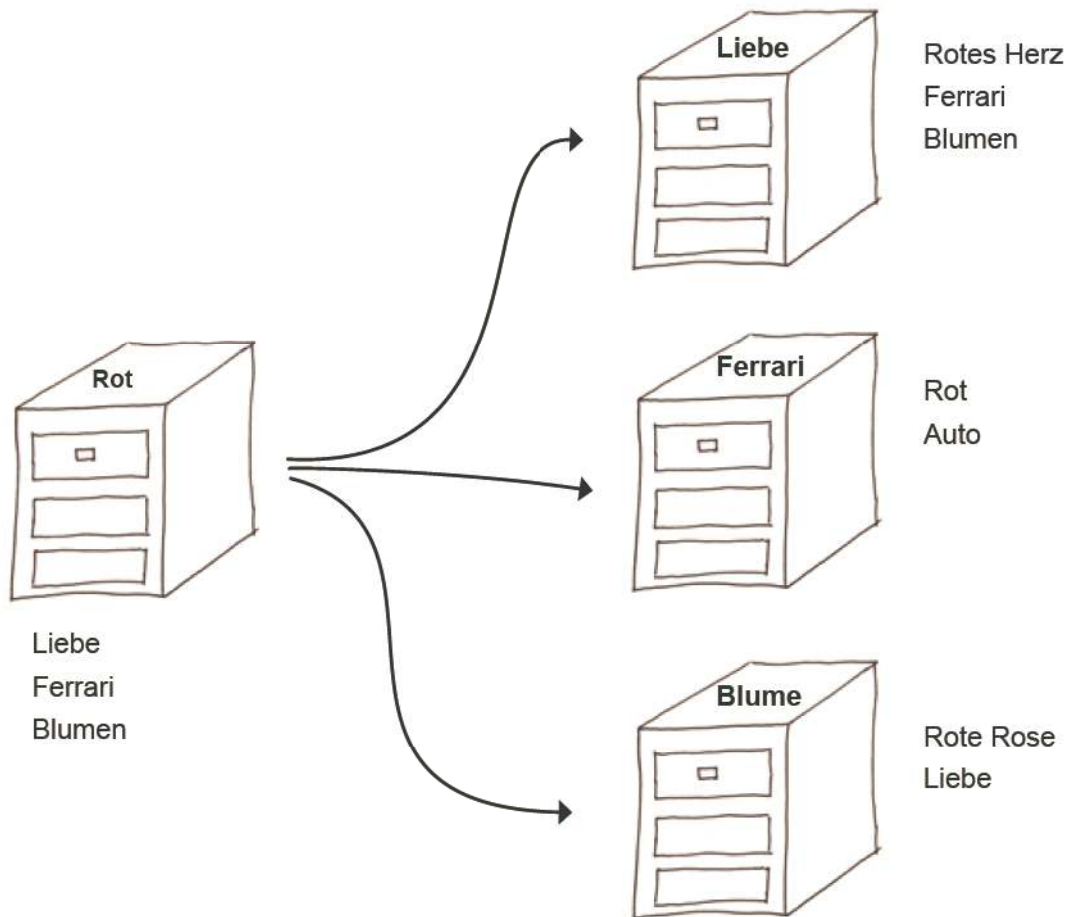 Rot
Liebe
Ferrari
Blumen
Liebe
Rotes Herz
Ferrari
Blumen
Ferrari
Rot
Auto
Blume
Rote Rose
Liebe